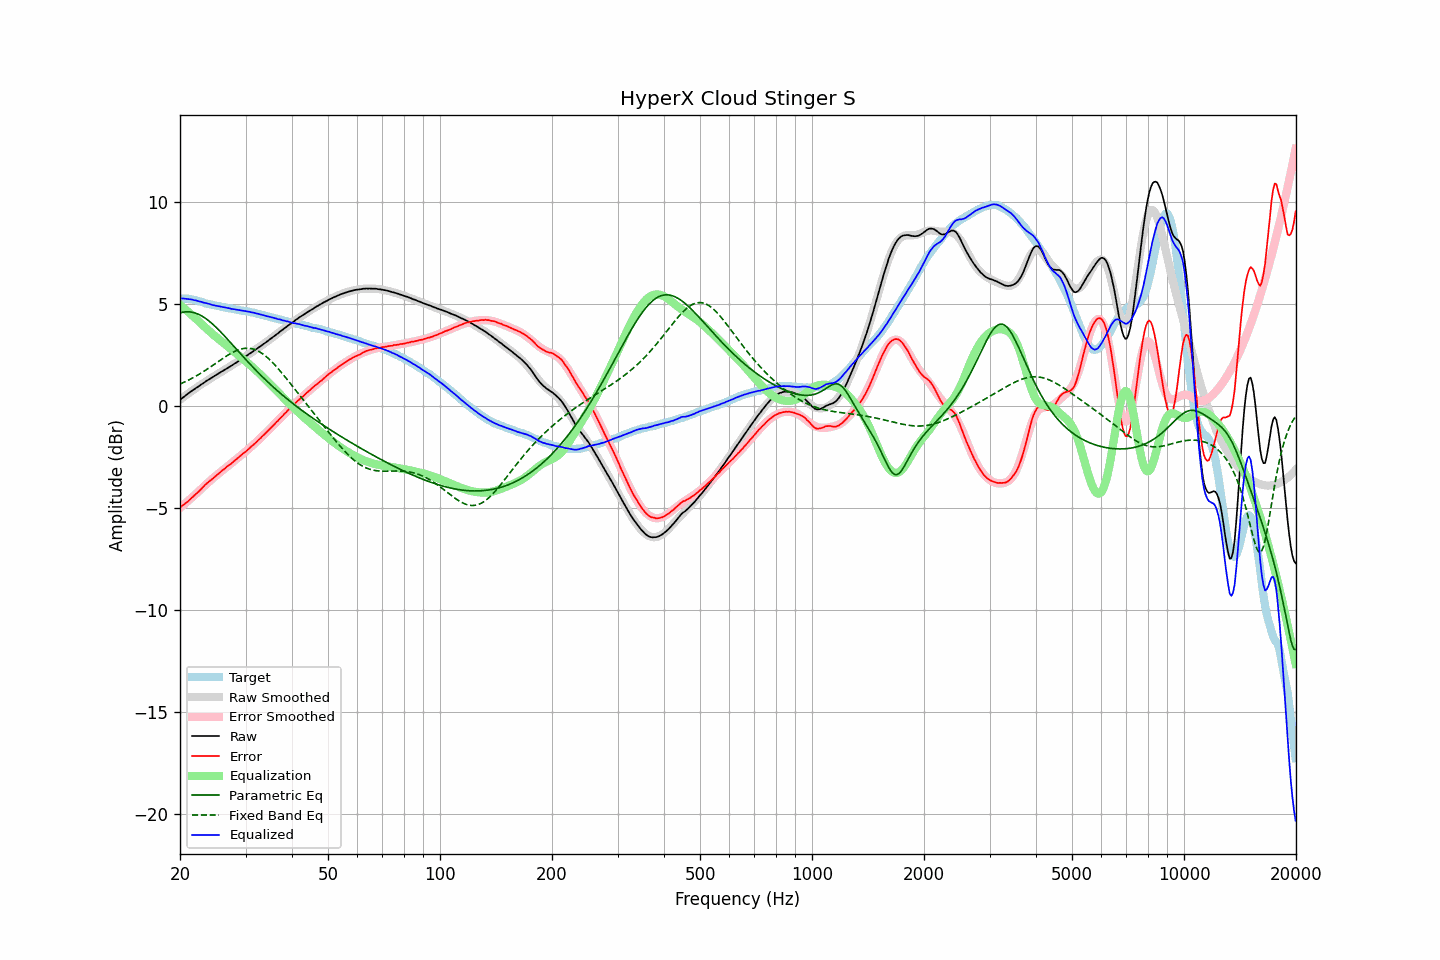 HyperX Cloud Stinger S
Amplitude (dBr)
10
5
0
−5
−10
−15
−20
Target
Raw Smoothed
Error Smoothed
Raw
Error
Equalization
Parametric Eq
Fixed Band Eq
Equalized
20 50 100 200 500 1000 2000 5000 10000 20000
Frequency (Hz)